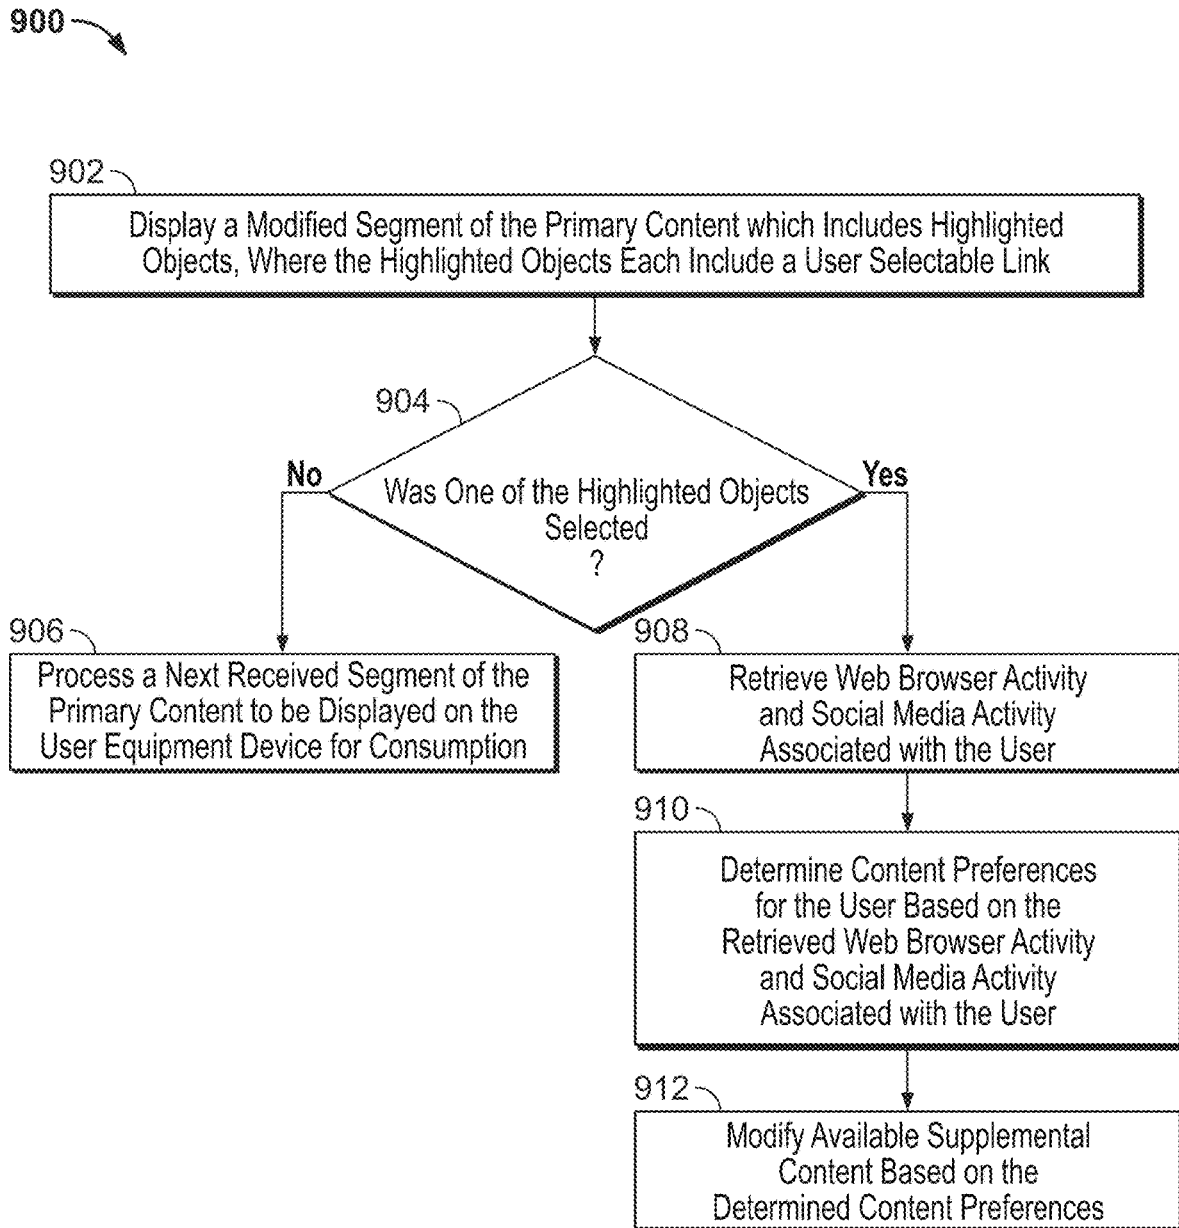 900
902
Display a Modified Segment of the Primary Content which Includes Highlighted
Objects, Where the Highlighted Objects Each Include a User Selectable Link
904
No
Yes
Was One of the Highlighted Objects
Selected
?
906
Process a Next Received Segment of the
Primary Content to be Displayed on the
User Equipment Device for Consumption
908
Retrieve Web Browser Activity
and Social Media Activity
Associated with the User
910
Determine Content Preferences
for the User Based on the
Retrieved Web Browser Activity
and Social Media Activity
Associated with the User
912
Modify Available Supplemental
Content Based on the
Determined Content Preferences